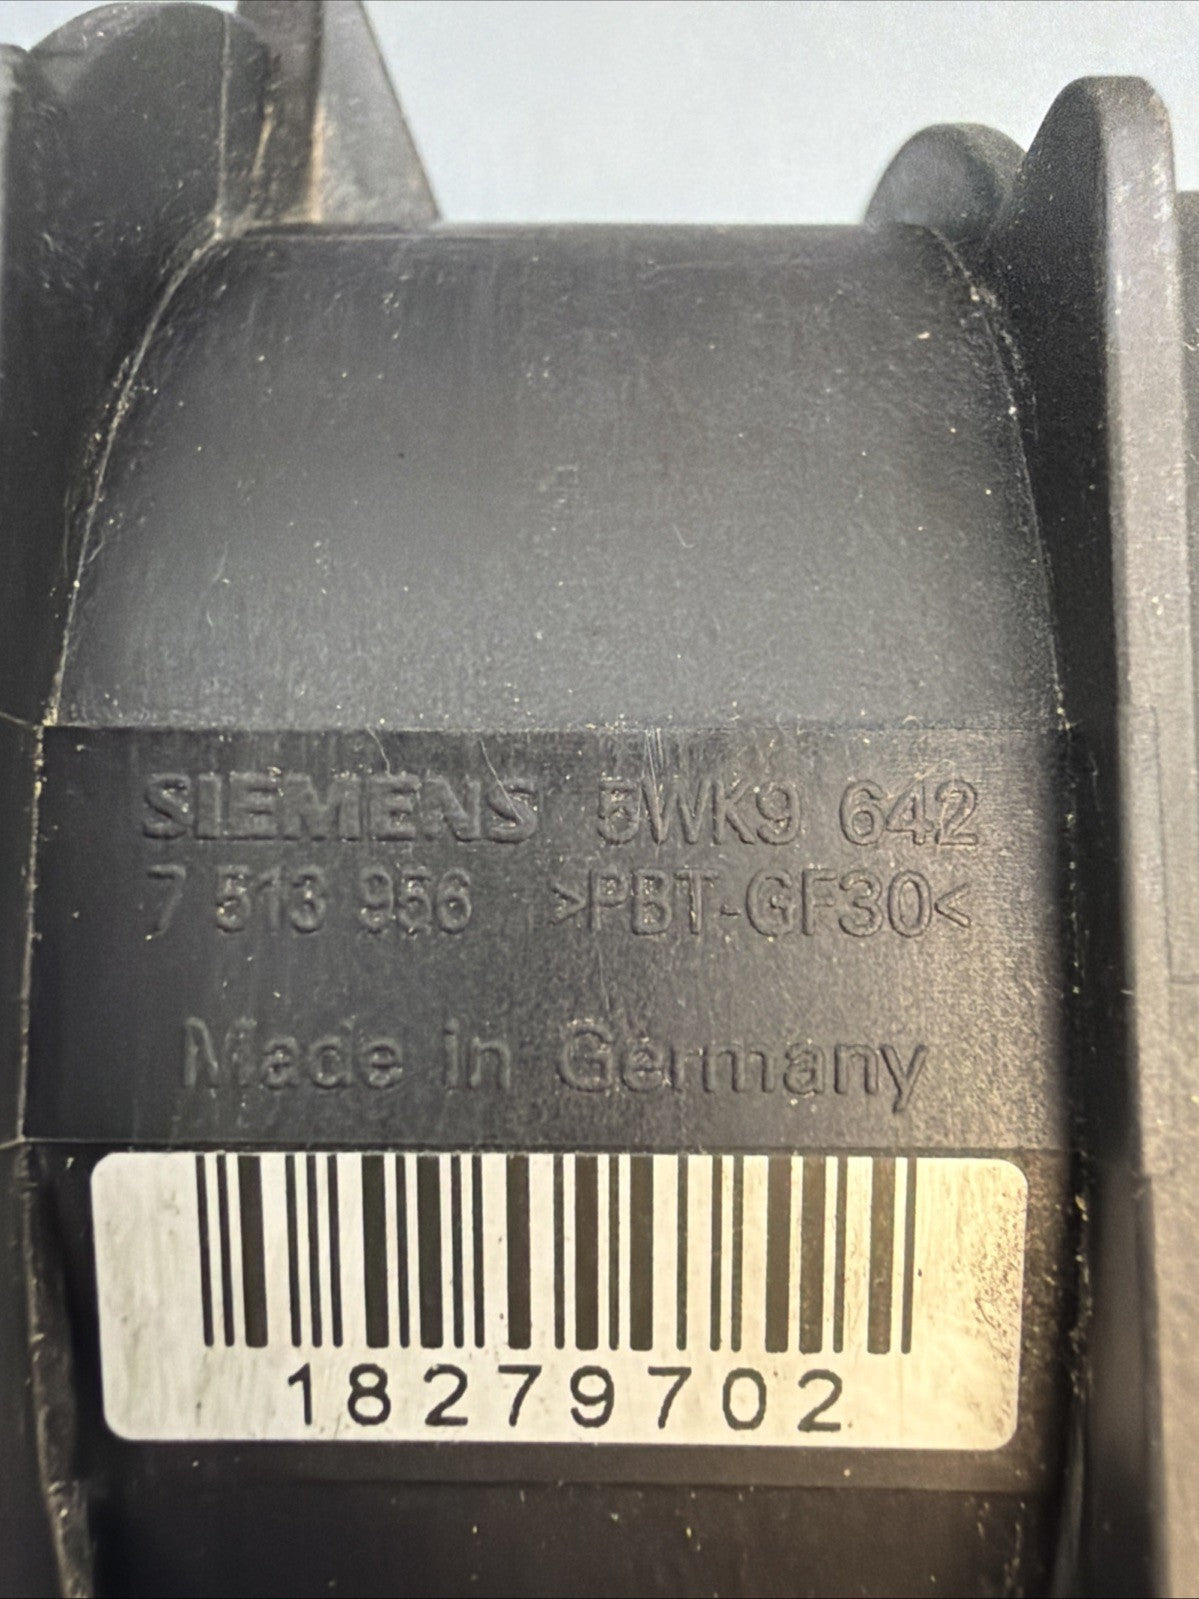 SIEMENS 5WK9 642
7 513 956 >PBT-GF30<
Made in Germany
18279702